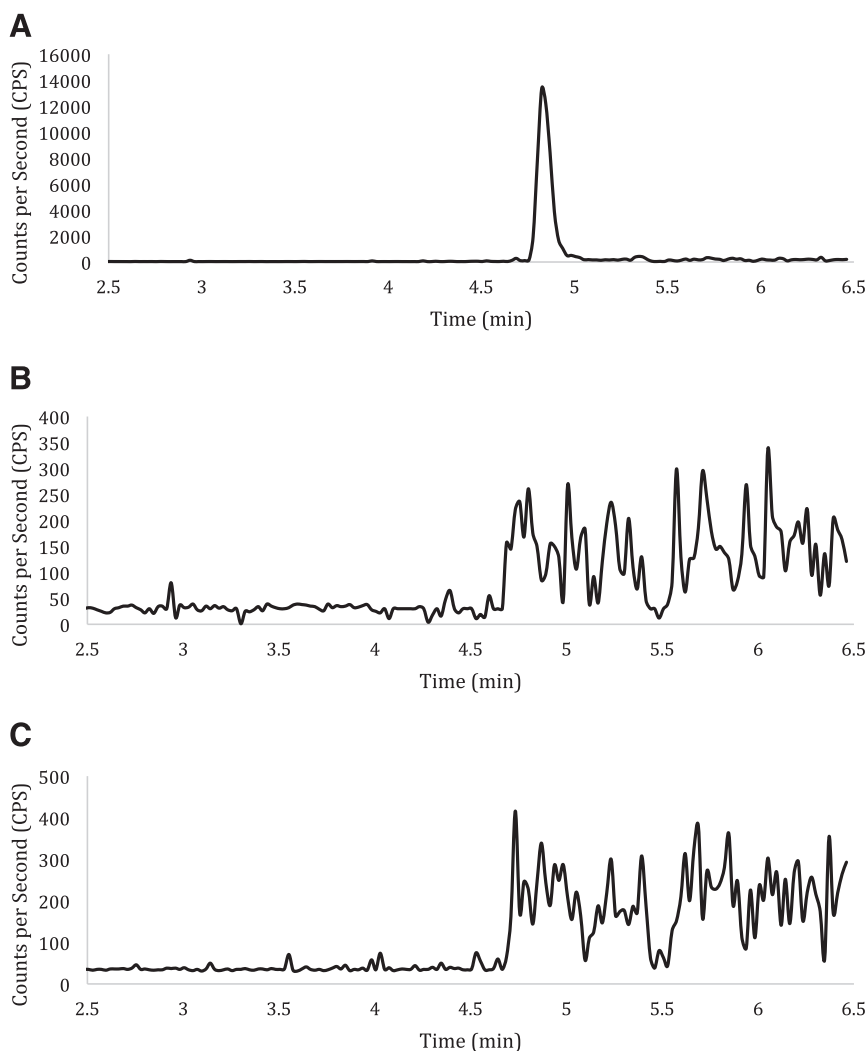 A
Counts per Second (CPS)
16000
14000
12000
10000
8000
6000
4000
2000
0
2.5 3 3.5 4 4.5 5 5.5 6 6.5
Time (min)
B
Counts per Second (CPS)
400
350
300
250
200
150
100
50
0
2.5 3 3.5 4 4.5 5 5.5 6 6.5
Time (min)
C
Counts per Second (CPS)
500
400
300
200
100
0
2.5 3 3.5 4 4.5 5 5.5 6 6.5
Time (min)